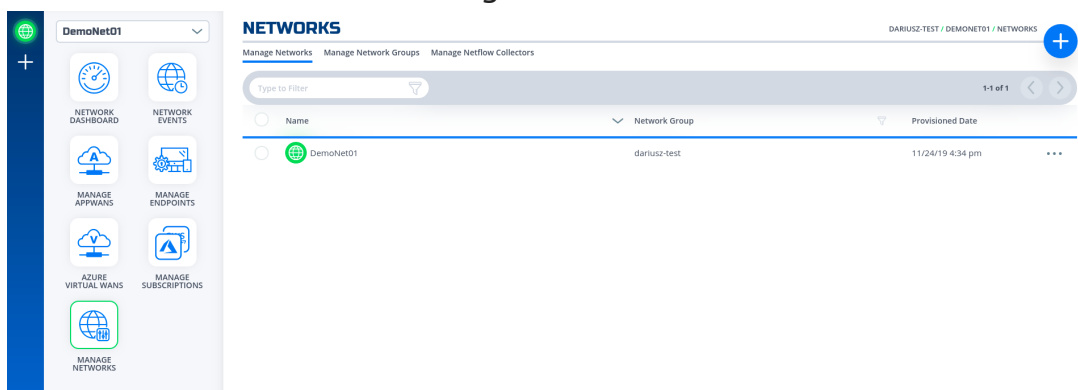 DemoNet01
NETWORK
DASHBOARD
NETWORK
EVENTS
MANAGE
APPWANS
MANAGE
ENDPOINTS
AZURE
VIRTUAL WANS
MANAGE
SUBSCRIPTIONS
MANAGE
NETWORKS
NETWORKS
DARIUSZ-TEST / DEMONET01 / NETWORKS
Manage Networks Manage Network Groups Manage Netflow Collectors
Type to Filter
1-1 of 1
Name Network Group Provisioned Date
DemoNet01 dariusz-test 11/24/19 4:34 pm